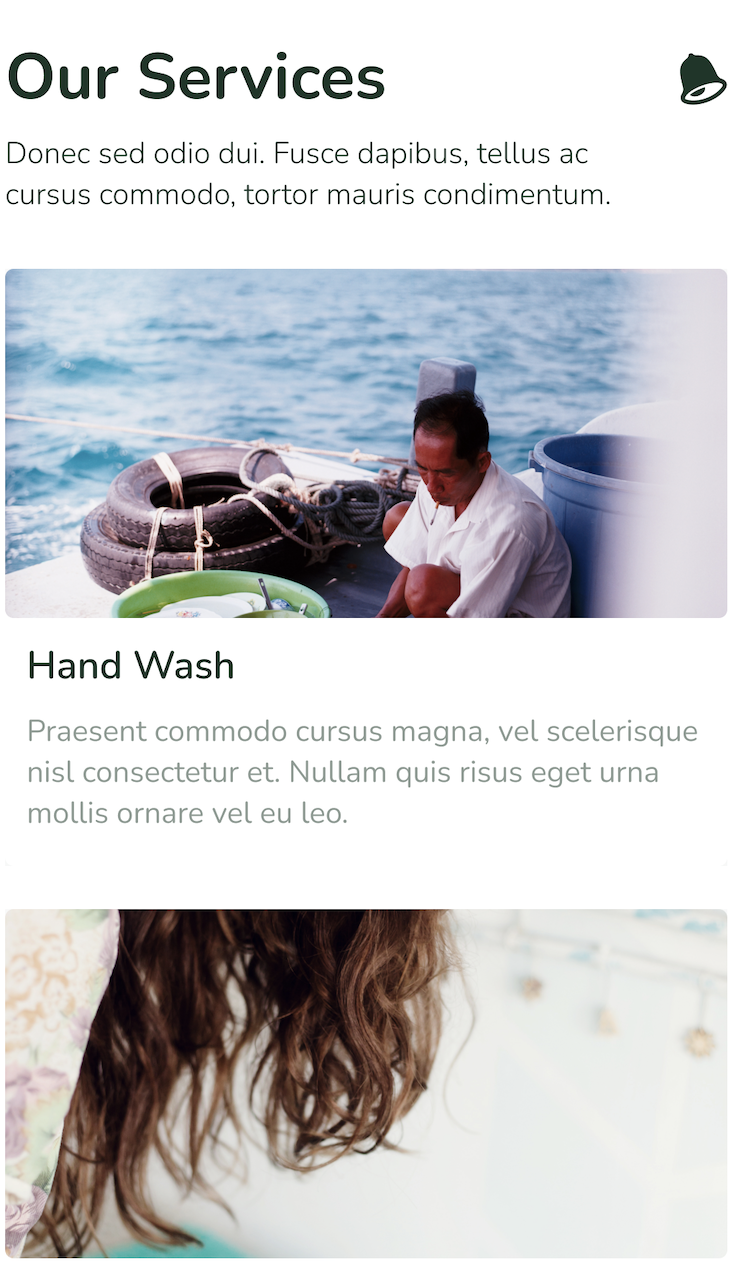 Our Services
Donec sed odio dui. Fusce dapibus, tellus ac
cursus commodo, tortor mauris condimentum.
Hand Wash
Praesent commodo cursus magna, vel scelerisque
nisl consectetur et. Nullam quis risus eget urna
mollis ornare vel eu leo.